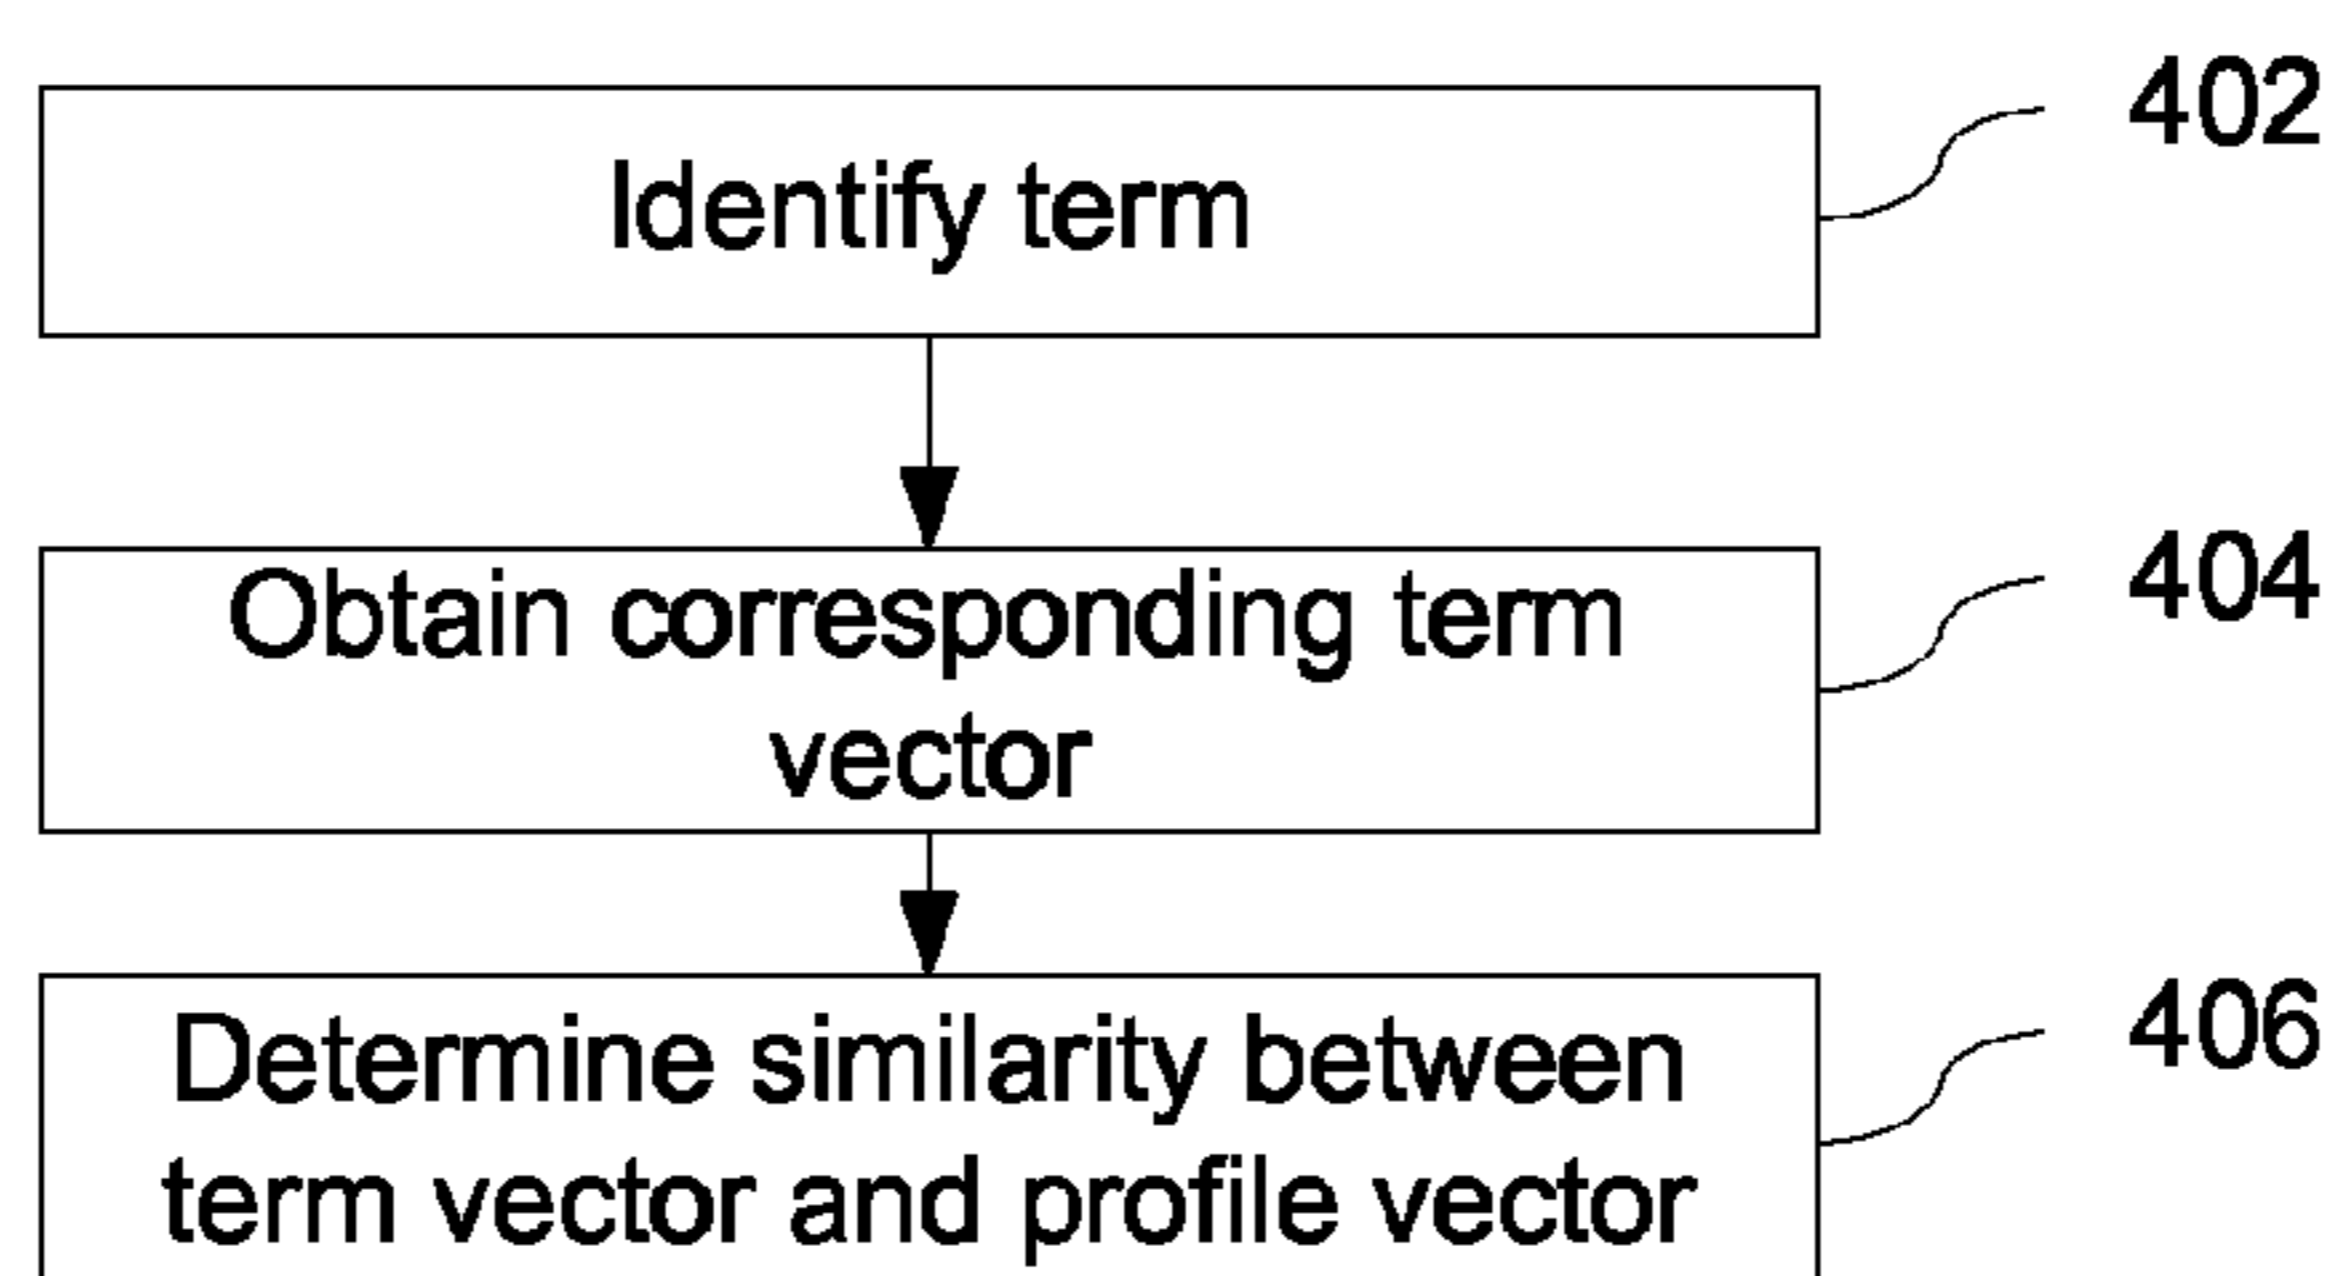 402
Identify term
404
Obtain corresponding term
vector
406
Determine similarity between
term vector and profile vector